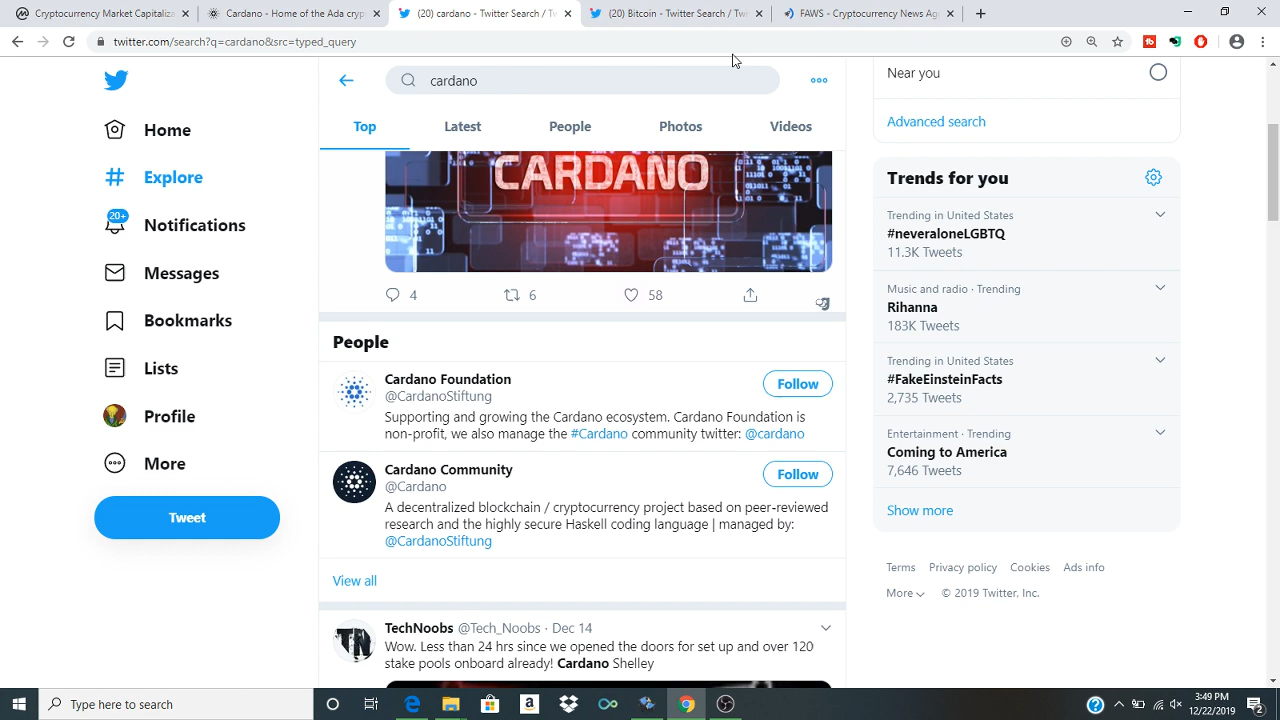 Cryptocurrency Market Capitaliza
Cardano - Home of the Ada Crypto
(20) cardano - Twitter Search / Tw
(20) Bitcoin - Twitter Search / Twi
FAWS - Cryptocurrency News Ag
twitter.com/search?q=cardano&src=typed_query
Home
Explore
20+
Notifications
Messages
Bookmarks
Lists
Profile
More
Tweet
cardano
Top
Latest
People
Photos
Videos
CARDANO
4
6
58
People
Cardano Foundation
@CardanoStiftung
Follow
Supporting and growing the Cardano ecosystem. Cardano Foundation is
non-profit, we also manage the #Cardano community twitter: @cardano
Cardano Community
@Cardano
Follow
A decentralized blockchain / cryptocurrency project based on peer-reviewed
research and the highly secure Haskell coding language | managed by:
@CardanoStiftung
View all
TechNoobs @Tech_Noobs · Dec 14
Wow. Less than 24 hrs since we opened the doors for set up and over 120
stake pools onboard already! Cardano Shelley
Near you
Advanced search
Trends for you
Trending in United States
#neveraloneLGBTQ
11.3K Tweets
Music and radio · Trending
Rihanna
183K Tweets
Trending in United States
#FakeEinsteinFacts
2,735 Tweets
Entertainment · Trending
Coming to America
7,646 Tweets
Show more
Terms Privacy policy Cookies Ads info
More © 2019 Twitter, Inc.
Type here to search
3:49 PM
12/22/2019